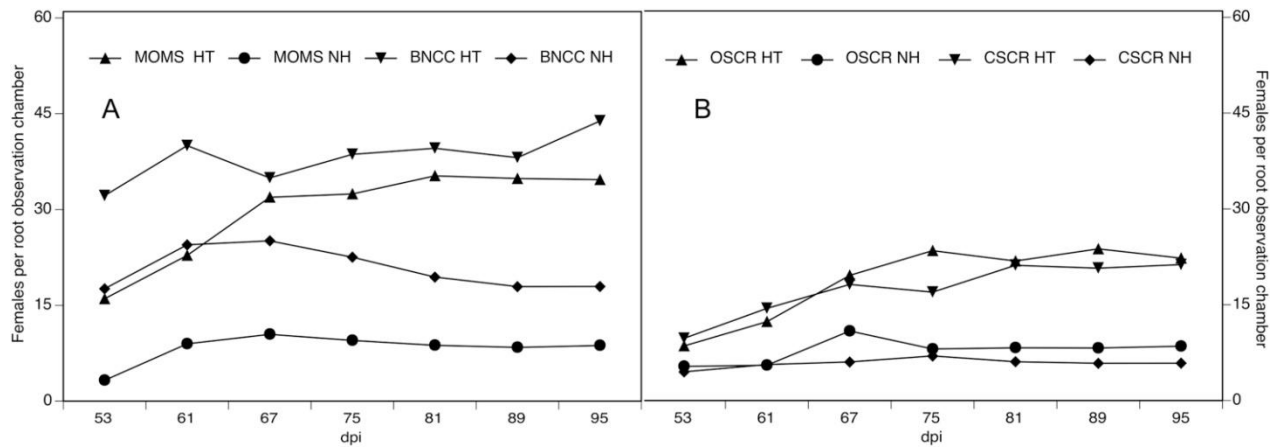 60
45
30
15
0
Females per root observation chamber
MOMS HT
MOMS NH
BNCC HT
BNCC NH
A
53 61 67 75 81 89 95
dpi
OSCR HT
OSCR NH
CSCR HT
CSCR NH
B
53 61 67 75 81 89 95
dpi
60
45
30
15
0
Females per root observation chamber